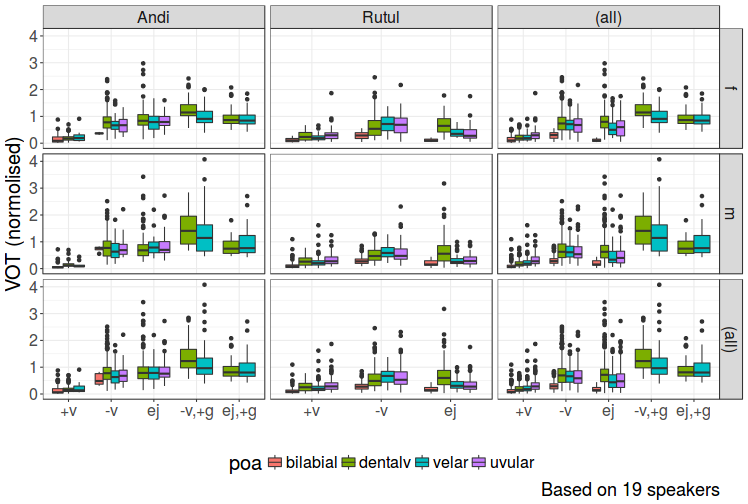 Andi Rutul (all)
VOT (normolised)
4
3
2
1
0
f
4
3
2
1
0
m
4
3
2
1
0
(all)
+v -v ej -v,+g ej,+g +v -v ej +v -v ej -v,+g ej,+g
poa bilabial dentalv velar uvular
Based on 19 speakers